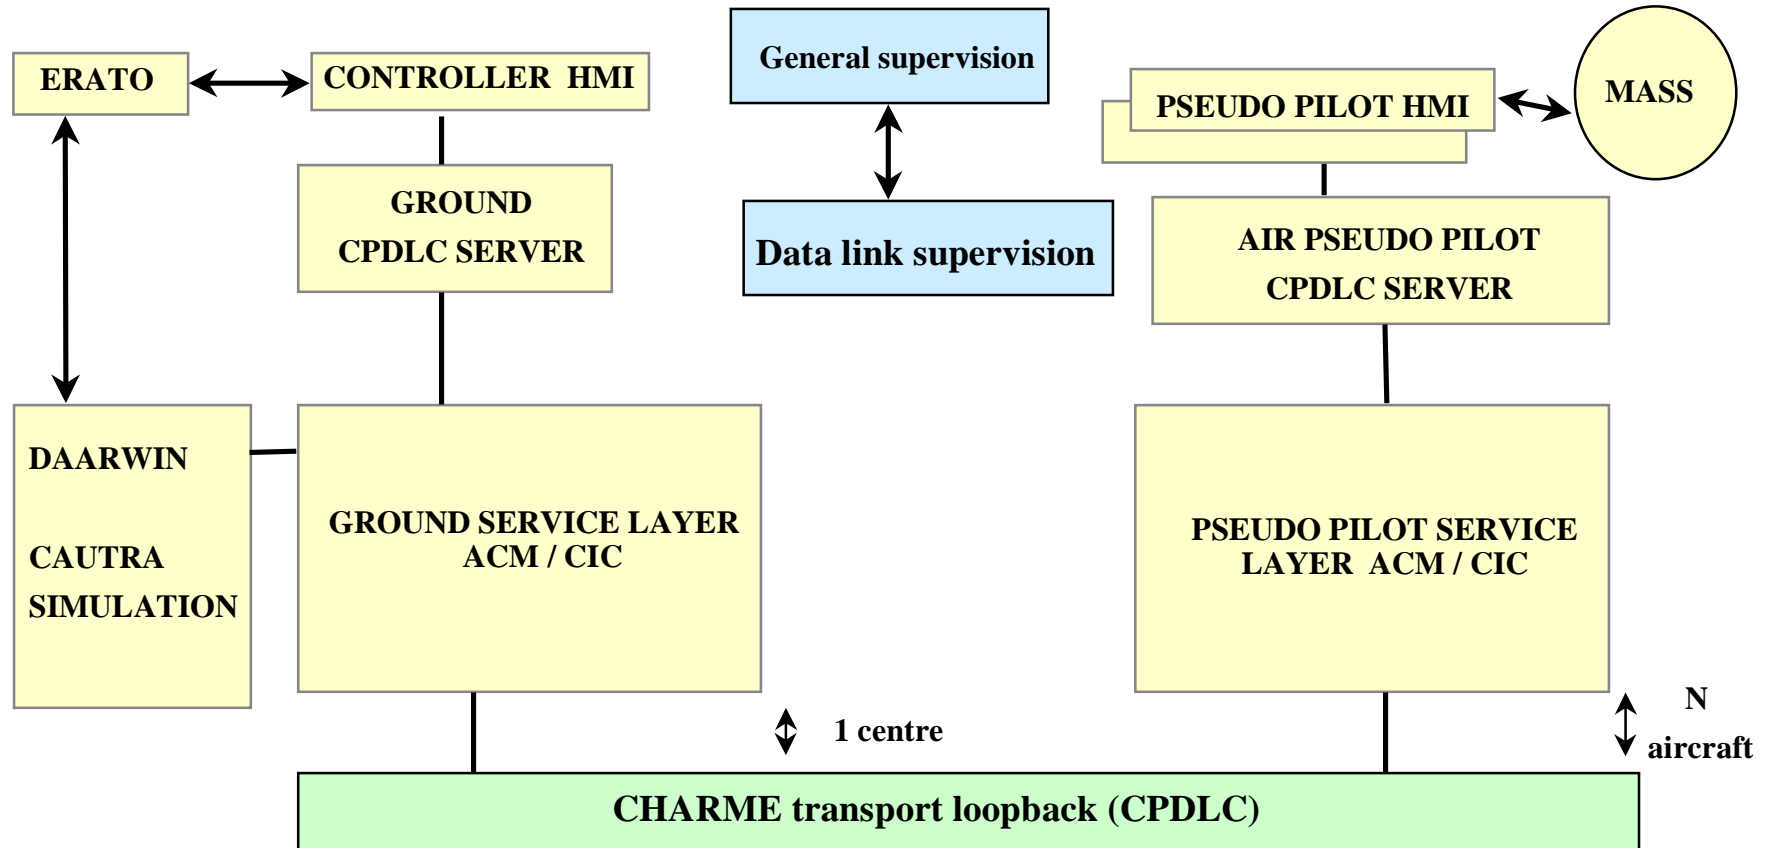 ERATO
CONTROLLER HMI
General supervision
PSEUDO PILOT HMI
MASS
GROUND
CPDLC SERVER
Data link supervision
AIR PSEUDO PILOT
CPDLC SERVER
DAARWIN
CAUTRA
SIMULATION
GROUND SERVICE LAYER
ACM / CIC
PSEUDO PILOT SERVICE
LAYER ACM / CIC
1 centre
N
aircraft
CHARME transport loopback (CPDLC)